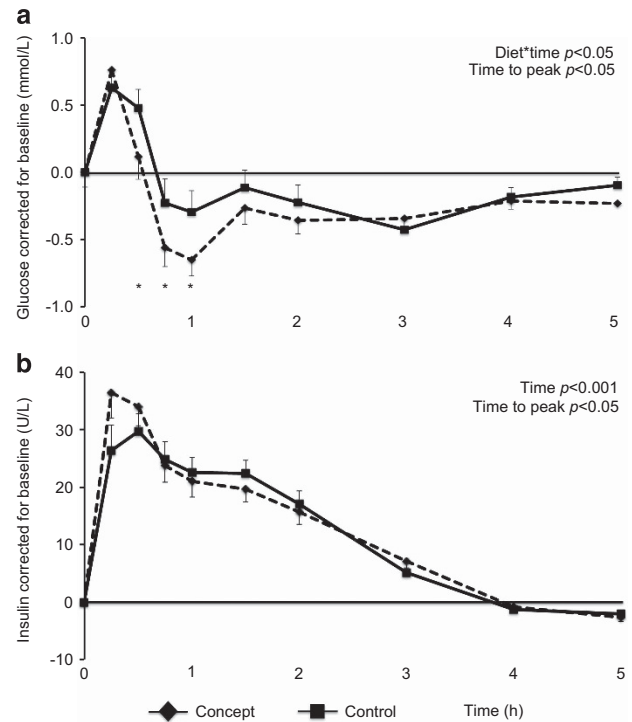 a
Diet*time p<0.05
Time to peak p<0.05
Glucose corrected for baseline (mmol/L)
1.0
0.5
0.0
-0.5
-1.0
* * *
0 1 2 3 4 5
b
Time p<0.001
Time to peak p<0.05
Insulin corrected for baseline (U/L)
40
30
20
10
0
-10
0 1 2 3 4 5
Concept Control Time (h)